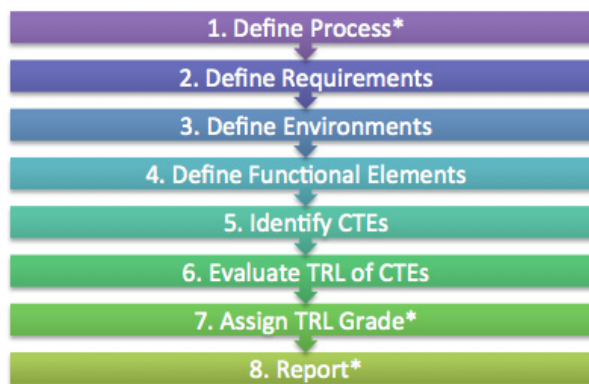 1. Define Process*
2. Define Requirements
3. Define Environments
4. Define Functional Elements
5. Identify CTEs
6. Evaluate TRL of CTEs
7. Assign TRL Grade*
8. Report*